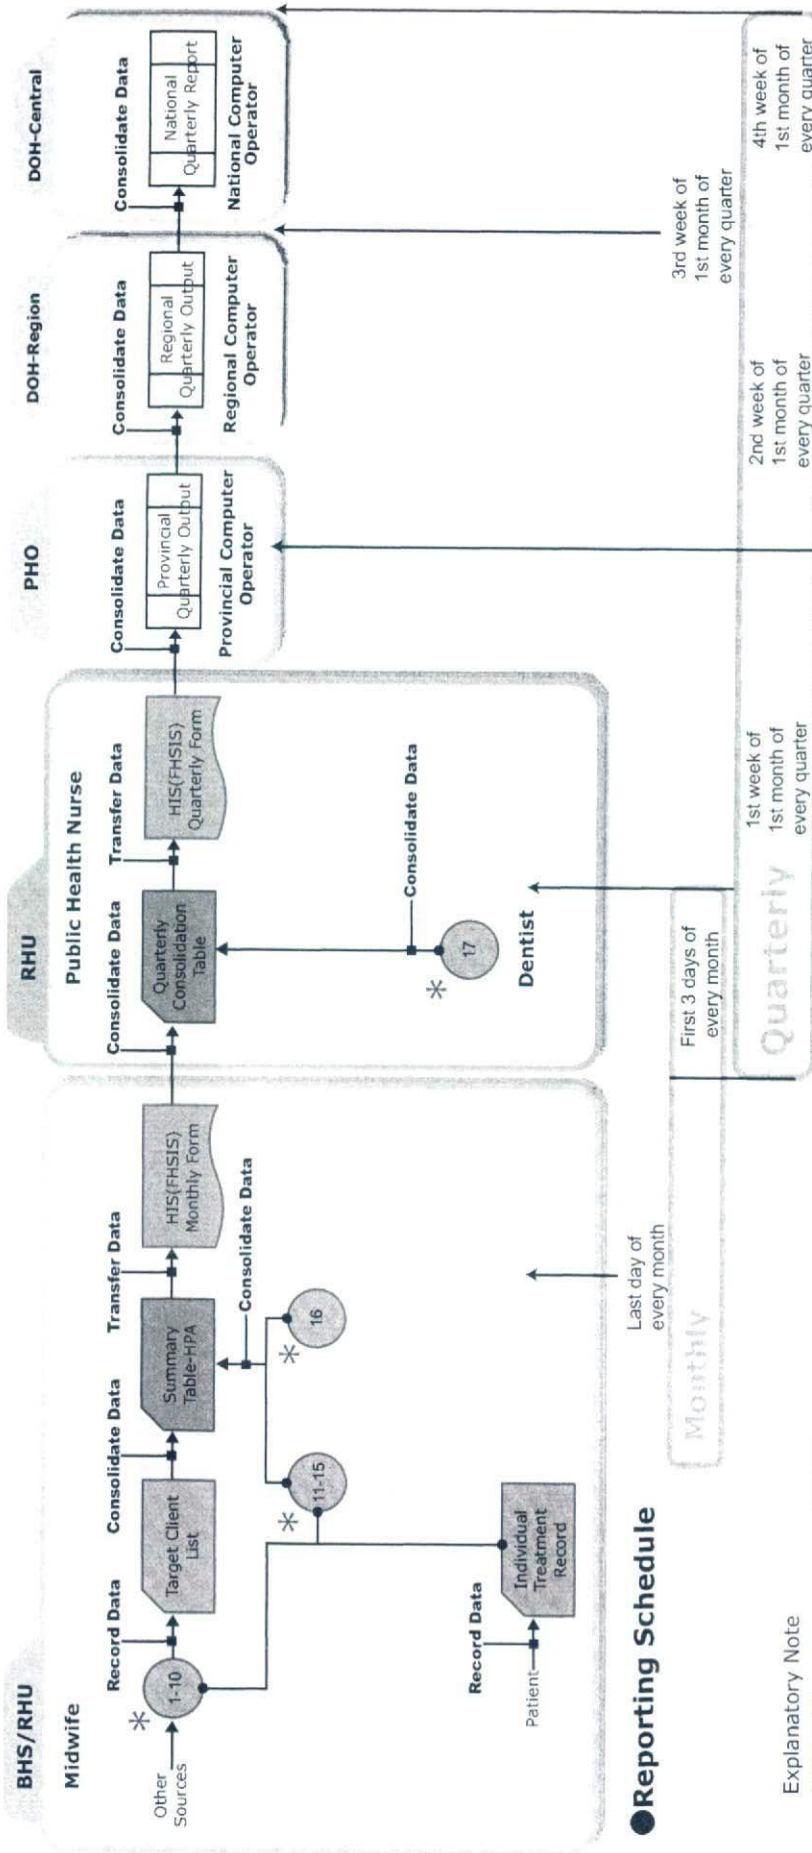 BHS/RHU
Midwife
Other
Sources
*
1-10
Record Data
Target Client
List
Consolidate Data
Summary
Table-HPA
Transfer Data
HIS(FHSIS)
Monthly Form
Consolidate Data
*
11-15
*
16
Record Data
Patient
Individual
Treatment
Record
RHU
Public Health Nurse
Consolidate Data
Quarterly
Consolidation
Table
Transfer Data
HIS(FHSIS)
Quarterly Form
Consolidate Data
*
17
Dentist
PHO
Consolidate Data
Provincial
Quarterly Output
Provincial Computer
Operator
DOH-Region
Consolidate Data
Regional
Quarterly Output
Regional Computer
Operator
DOH-Central
Consolidate Data
National
Quarterly Report
National Computer
Operator
●Reporting Schedule
Last day of
every month
Monthly
First 3 days of
every month
Quarterly
1st week of
1st month of
every quarter
2nd week of
1st month of
every quarter
3rd week of
1st month of
every quarter
4th week of
1st month of
every quarter
Explanatory Note